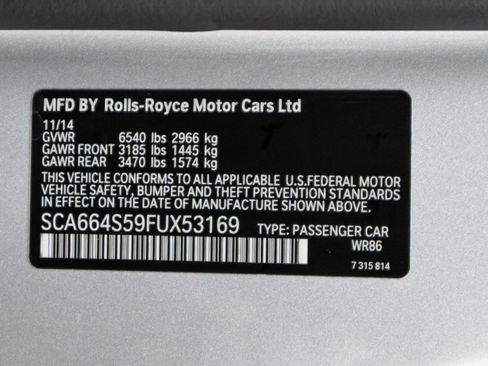 MFD BY Rolls-Royce Motor Cars Ltd
11/14
GVWR 6540 lbs 2966 kg
GAWR FRONT 3185 lbs 1445 kg
GAWR REAR 3470 lbs 1574 kg
THIS VEHICLE CONFORMS TO ALL APPLICABLE U.S.FEDERAL MOTOR
VEHICLE SAFETY, BUMPER AND THEFT PREVENTION STANDARDS
IN EFFECT ON THE DATE OF MANUFACTURE SHOWN ABOVE.
SCA664S59FUX53169 TYPE: PASSENGER CAR
WR86
7 315 814